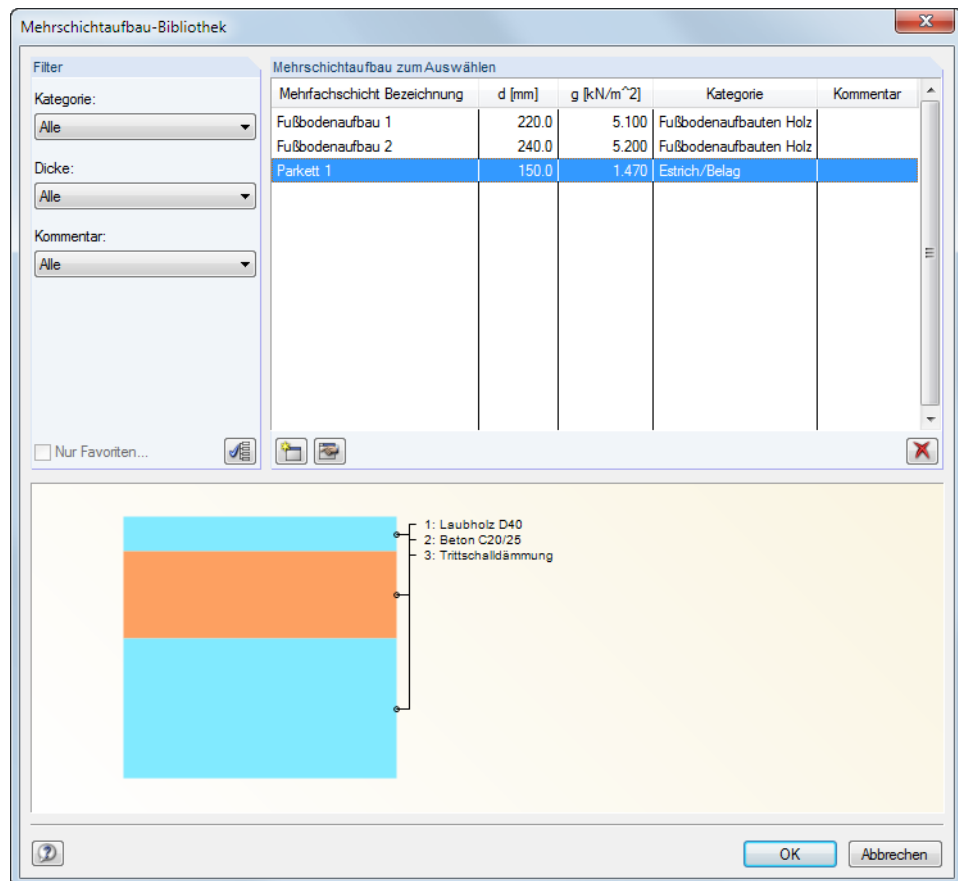 Mehrschichtaufbau-Bibliothek
Filter
Kategorie:
Alle
Dicke:
Alle
Kommentar:
Alle
Nur Favoriten...
Mehrschichtaufbau zum Auswählen
Mehrfachschicht Bezeichnung d [mm] g [kN/m^2] Kategorie Kommentar
Fußbodenaufbau 1 220.0 5.100 Fußbodenaufbauten Holz
Fußbodenaufbau 2 240.0 5.200 Fußbodenaufbauten Holz
Parkett 1 150.0 1.470 Estrich/Belag
1: Laubholz D40
2: Beton C20/25
3: Trittschalldämmung
OK Abbrechen